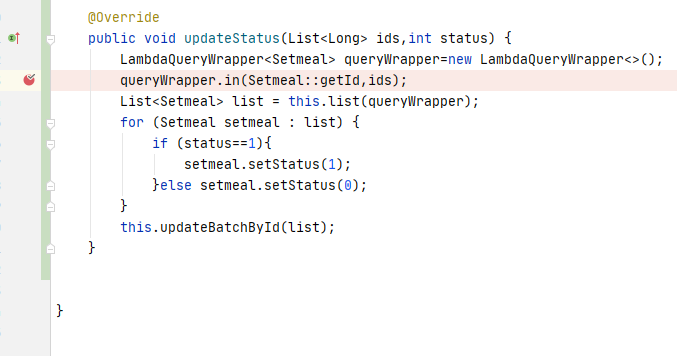 @Override
public void updateStatus(List<Long> ids,int status) {
LambdaQueryWrapper<Setmeal> queryWrapper=new LambdaQueryWrapper<>();
queryWrapper.in(Setmeal::getId,ids);
List<Setmeal> list = this.list(queryWrapper);
for (Setmeal setmeal : list) {
if (status==1){
setmeal.setStatus(1);
}else setmeal.setStatus(0);
}
this.updateBatchById(list);
}
}